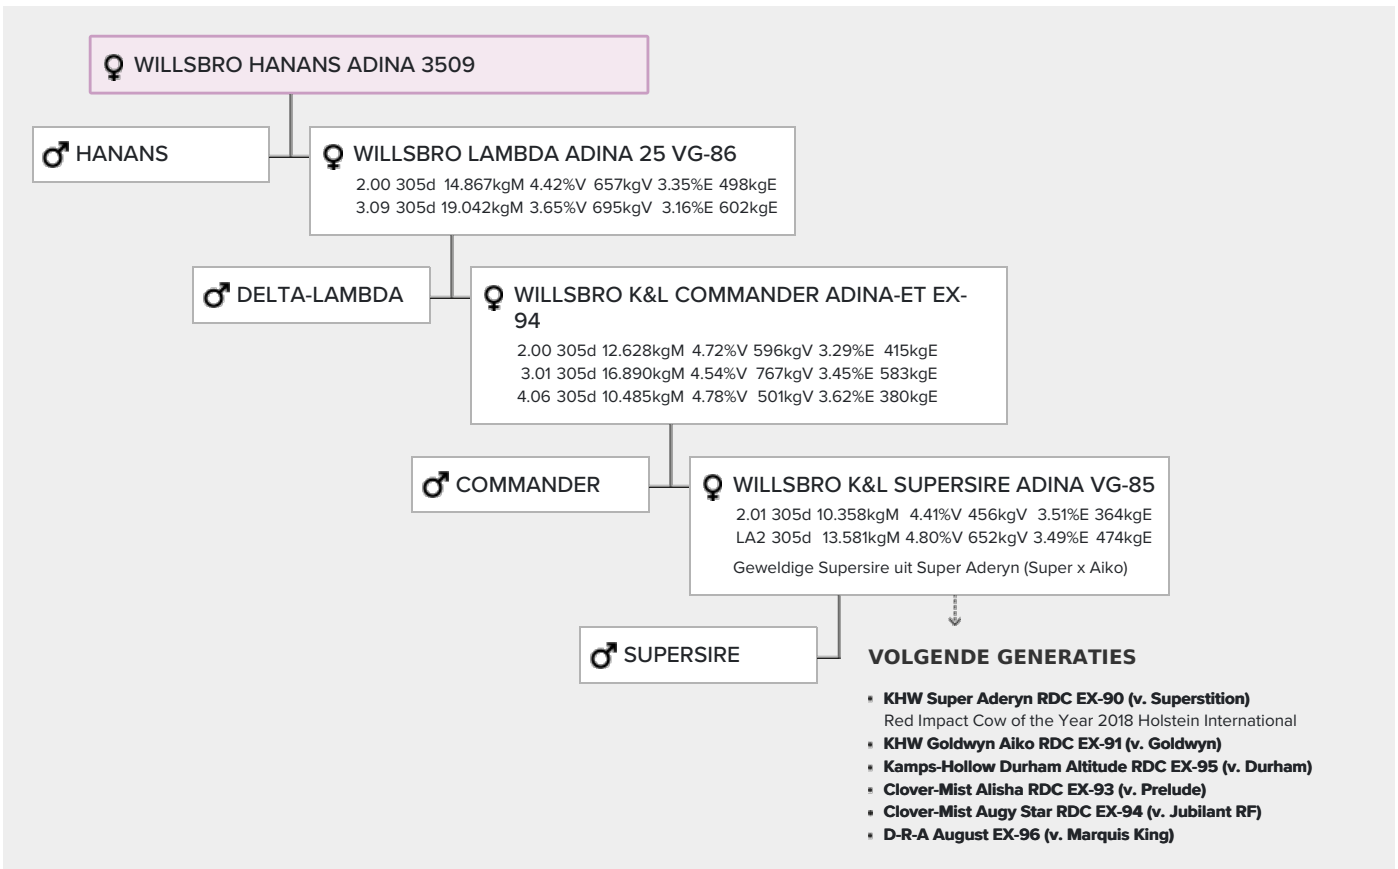 WILLSBRO HANANS ADINA 3509
HANANS
WILLSBRO LAMBDA ADINA 25 VG-86
2.00 305d 14.867kgM 4.42%V 657kgV 3.35%E 498kgE
3.09 305d 19.042kgM 3.65%V 695kgV 3.16%E 602kgE
DELTA-LAMBDA
WILLSBRO K&L COMMANDER ADINA-ET EX-
94
2.00 305d 12.628kgM 4.72%V 596kgV 3.29%E 415kgE
3.01 305d 16.890kgM 4.54%V 767kgV 3.45%E 583kgE
4.06 305d 10.485kgM 4.78%V 501kgV 3.62%E 380kgE
COMMANDER
WILLSBRO K&L SUPERSIRE ADINA VG-85
2.01 305d 10.358kgM 4.41%V 456kgV 3.51%E 364kgE
LA2 305d 13.581kgM 4.80%V 652kgV 3.49%E 474kgE
Geweldige Supersire uit Super Aderyn (Super x Aiko)
SUPERSIRE
VOLGENDE GENERATIES
KHW Super Aderyn RDC EX-90 (v. Superstition)
Red Impact Cow of the Year 2018 Holstein International
KHW Goldwyn Aiko RDC EX-91 (v. Goldwyn)
Kamps-Hollow Durham Altitude RDC EX-95 (v. Durham)
Clover-Mist Alisha RDC EX-93 (v. Prelude)
Clover-Mist Augy Star RDC EX-94 (v. Jubilant RF)
D-R-A August EX-96 (v. Marquis King)